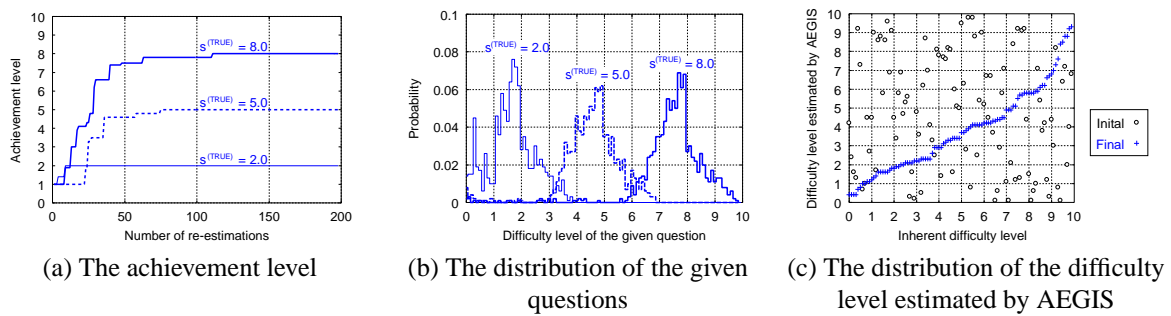 10
9
8
7
6
5
4
3
2
1
0
Achievement level
s(TRUE) = 8.0
s(TRUE) = 5.0
s(TRUE) = 2.0
0 50 100 150 200
Number of re-estimations
(a) The achievement level
0.1
0.08
0.06
0.04
0.02
0
Probability
s(TRUE) = 2.0
s(TRUE) = 5.0
s(TRUE) = 8.0
0 1 2 3 4 5 6 7 8 9 10
Difficulty level of the given question
(b) The distribution of the given
questions
10
9
8
7
6
5
4
3
2
1
0
Difficulty level estimated by AEGIS
0 1 2 3 4 5 6 7 8 9 10
Inherent difficulty level
Inital
Final
(c) The distribution of the difficulty
level estimated by AEGIS